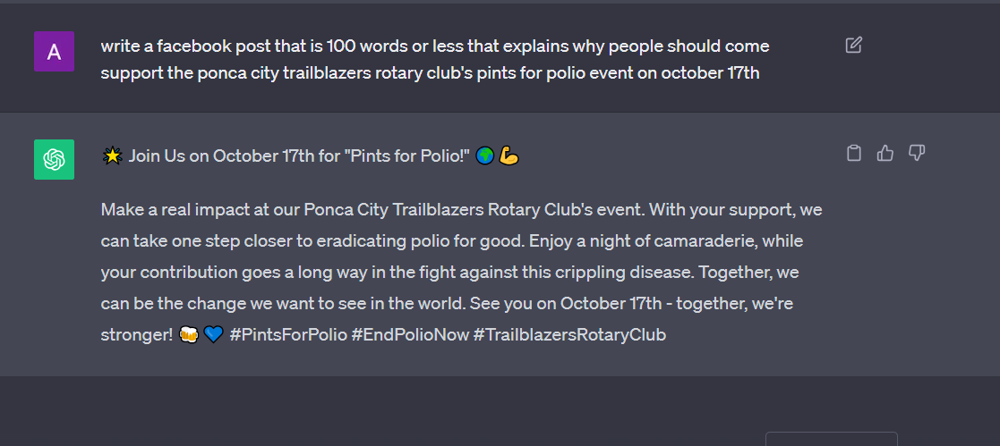 A
write a facebook post that is 100 words or less that explains why people should come
support the ponca city trailblazers rotary club's pints for polio event on october 17th
🌟 Join Us on October 17th for "Pints for Polio!" 🌍💪
Make a real impact at our Ponca City Trailblazers Rotary Club's event. With your support, we
can take one step closer to eradicating polio for good. Enjoy a night of camaraderie, while
your contribution goes a long way in the fight against this crippling disease. Together, we
can be the change we want to see in the world. See you on October 17th - together, we're
stronger! 🍻💙 #PintsForPolio #EndPolioNow #TrailblazersRotaryClub